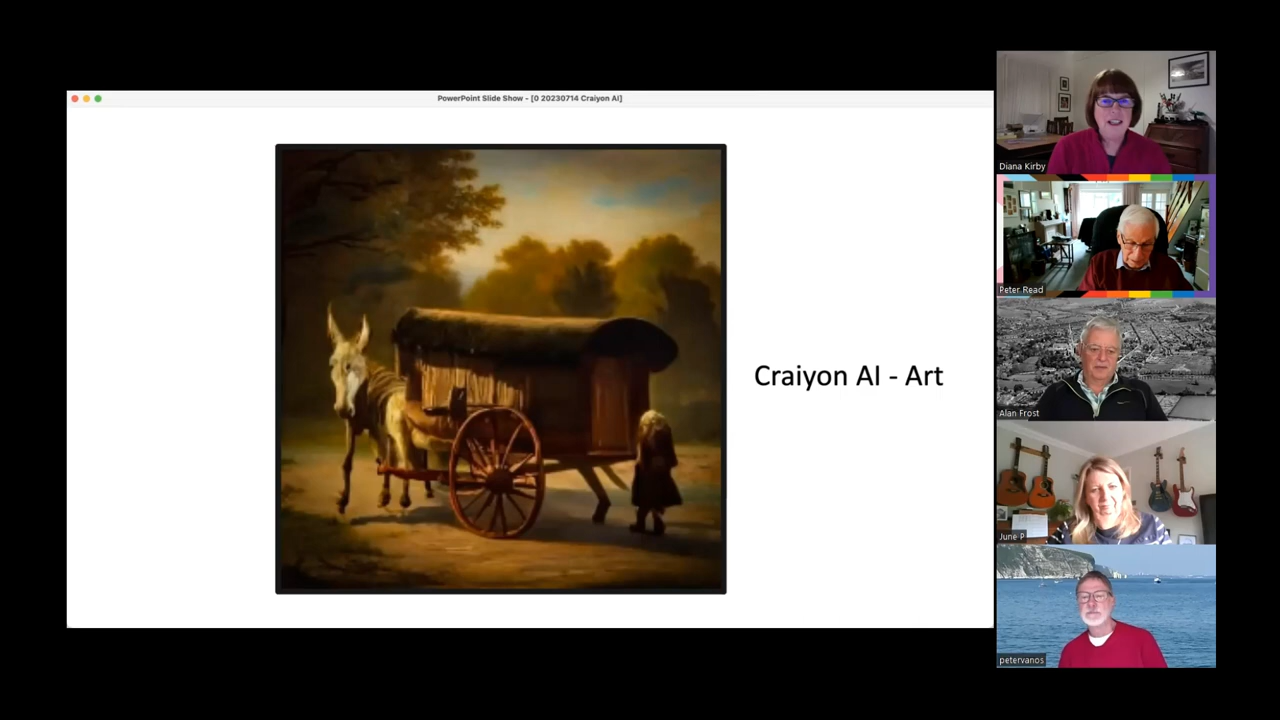 PowerPoint Slide Show - [0 20230714 Craiyon AI]
Craiyon AI - Art
Diana Kirby
Peter Read
Alan Frost
June P
petervanos